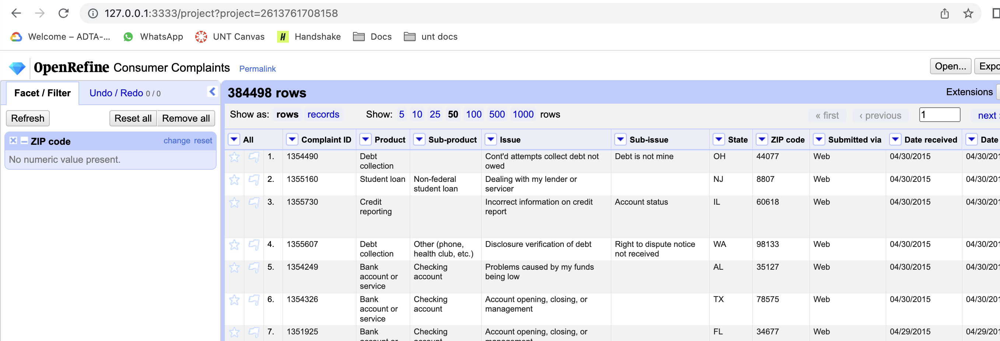 127.0.0.1:3333/project?project=2613761708158
Welcome – ADTA-... WhatsApp UNT Canvas H Handshake Docs unt docs
OpenRefine Consumer Complaints Permalink Open... Expo
Facet / Filter Undo / Redo 0 / 0 384498 rows Extensions
Refresh Reset all Remove all Show as: rows records Show: 5 10 25 50 100 500 1000 rows « first ‹ previous 1 next ›
ZIP code change reset
No numeric value present.
All Complaint ID Product Sub-product Issue Sub-issue State ZIP code Submitted via Date received Date
1. 1354490 Debt Cont'd attempts collect debt not Debt is not mine OH 44077 Web 04/30/2015 04/30/201
collection owed
2. 1355160 Student loan Non-federal Dealing with my lender or NJ 8807 Web 04/30/2015 04/30/201
student loan servicer
3. 1355730 Credit Incorrect information on credit Account status IL 60618 Web 04/30/2015 04/30/201
reporting report
4. 1355607 Debt Other (phone, Disclosure verification of debt Right to dispute notice WA 98133 Web 04/30/2015 04/30/201
collection health club, etc.) not received
5. 1354249 Bank Checking Problems caused by my funds AL 35127 Web 04/30/2015 04/30/201
account or account being low
service
6. 1354326 Bank Checking Account opening, closing, or TX 78575 Web 04/30/2015 04/30/201
account or account management
service
7. 1351925 Bank Checking Account opening, closing, or FL 34677 Web 04/29/2015 04/29/201